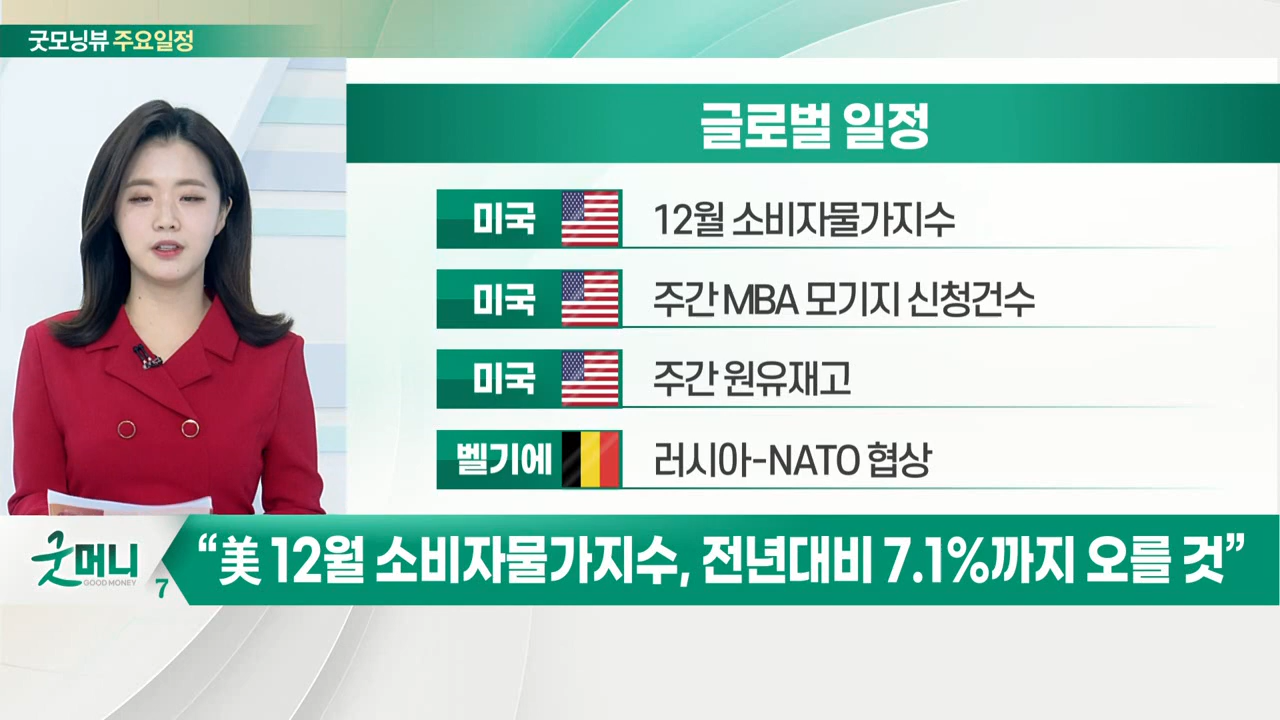 굿모닝뷰 주요일정
글로벌 일정
미국 12월 소비자물가지수
미국 주간 MBA 모기지 신청건수
미국 주간 원유재고
벨기에 러시아-NATO 협상
굿머니 GOOD MONEY 7
“美 12월 소비자물가지수, 전년대비 7.1%까지 오를 것”